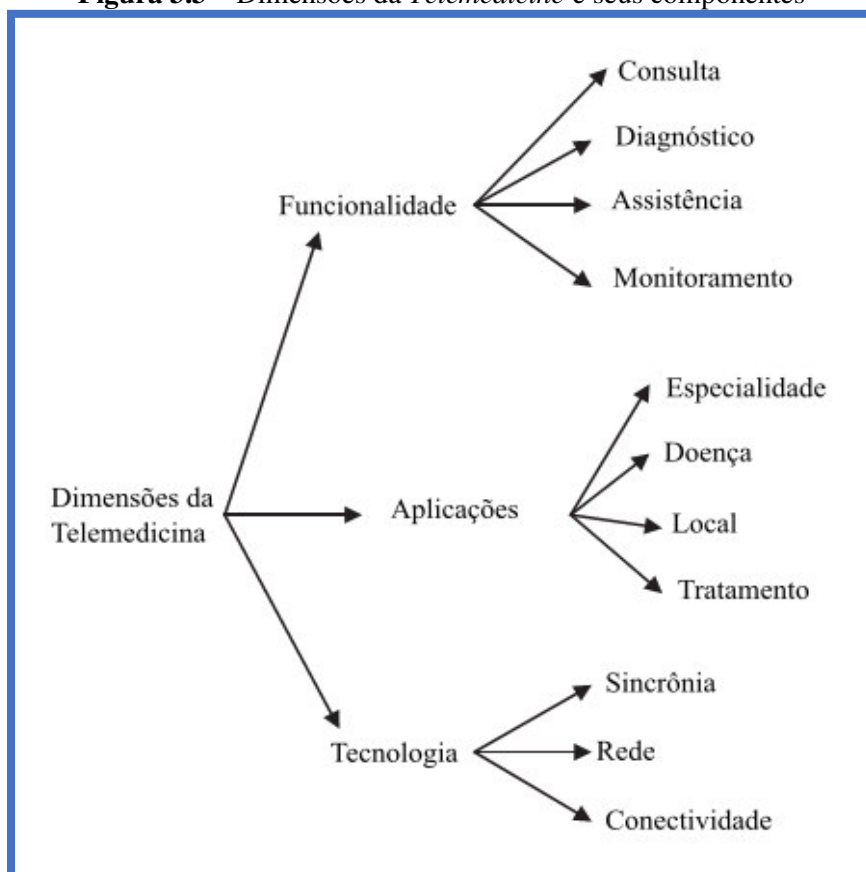 Dimensões da Telemedicina e seus componentes
Consulta
Diagnóstico
Funcionalidade
Assistência
Monitoramento
Especialidade
Doença
Dimensões da
Telemedicina
Aplicações
Local
Tratamento
Sincrônia
Tecnologia
Rede
Conectividade